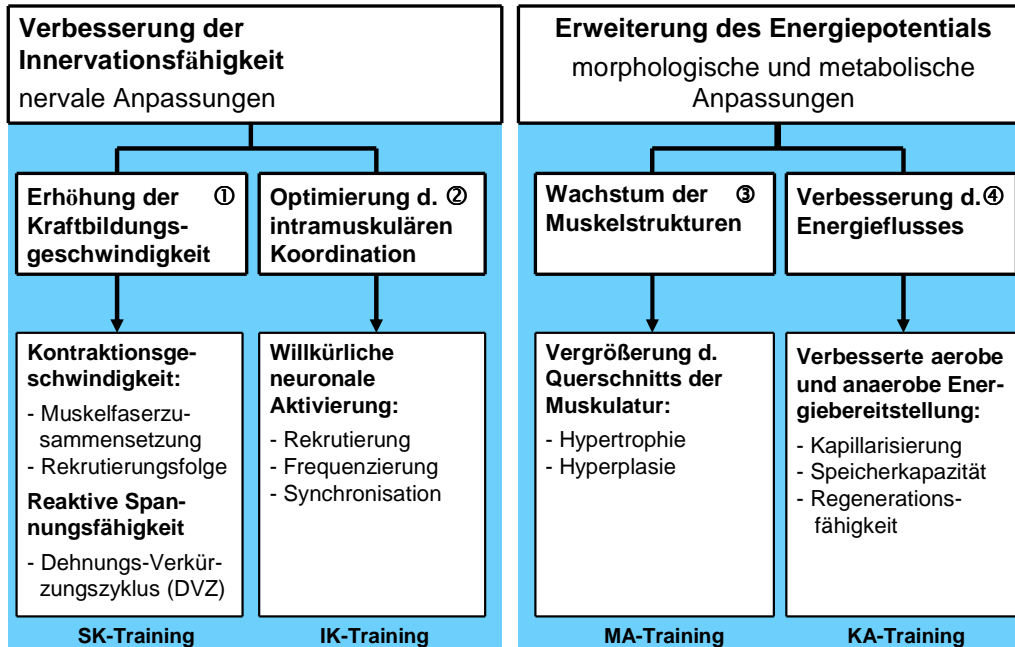 Verbesserung der
Innervationsfähigkeit
nervale Anpassungen
Erhöhung der ①
Kraftbildungs-
geschwindigkeit
Optimierung d. ②
intramuskulären
Koordination
Kontraktionsge-
schwindigkeit:
- Muskelfaserzu-
sammensetzung
- Rekrutierungsfolge
Reaktive Span-
nungsfähigkeit
- Dehnungs-Verkür-
zungszyklus (DVZ)
SK-Training
Willkürliche
neuronale
Aktivierung:
- Rekrutierung
- Frequenzierung
- Synchronisation
IK-Training
Erweiterung des Energiepotentials
morphologische und metabolische
Anpassungen
Wachstum der ③
Muskelstrukturen
Verbesserung d. ④
Energieflusses
Vergrößerung d.
Querschnitts der
Muskulatur:
- Hypertrophie
- Hyperplasie
MA-Training
Verbesserte aerobe
und anaerobe Ener-
giebereitstellung:
- Kapillarisierung
- Speicherkapazität
- Regenerations-
fähigkeit
KA-Training